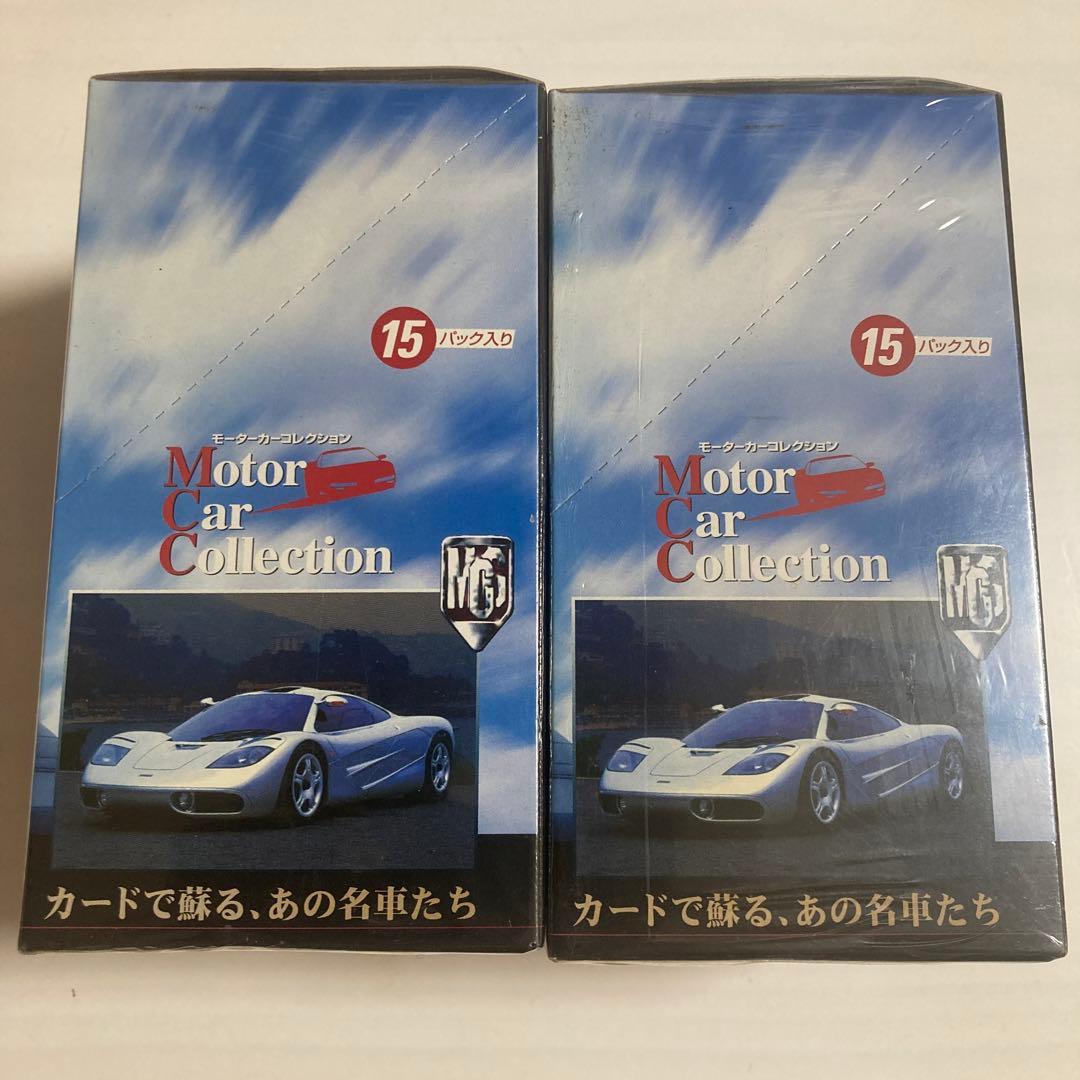 15 パック入り
モーターカーコレクション
Motor
Car
Collection
MCC
カードで蘇る、あの名車たち
15 パック入り
モーターカーコレクション
Motor
Car
Collection
カードで蘇る、あの名車たち